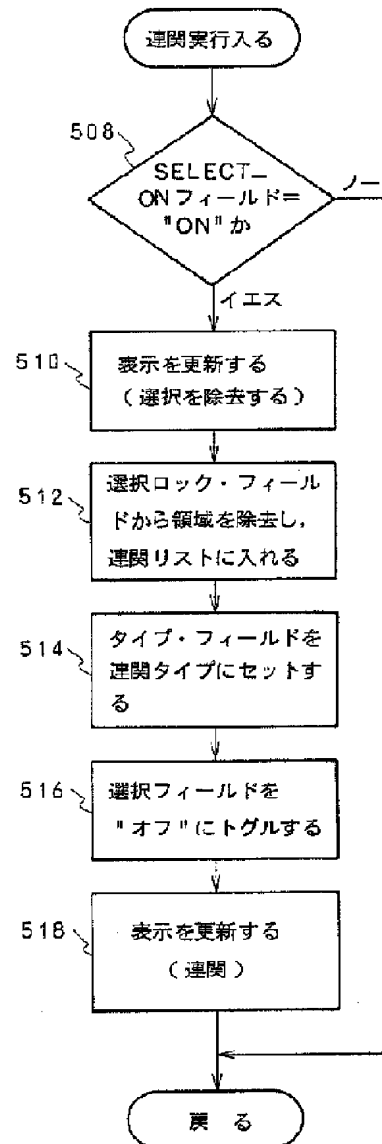 連関実行入る
508
SELECT_
ONフィールド=
"ON"か
ノー
イエス
510
表示を更新する
(選択を除去する)
512
選択ロック・フィール
ドから領域を除去し,
連関リストに入れる
514
タイプ・フィールドを
連関タイプにセットす
る
516
選択フィールドを
"オフ"にトグルする
518
表示を更新する
(連関)
戻る